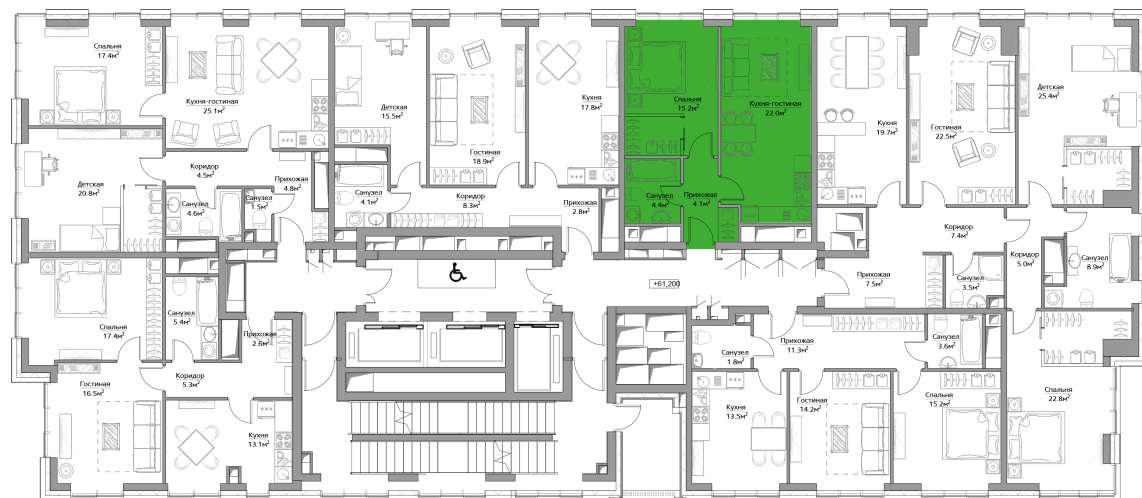 Спальня
17.4м²
Кухня-гостиная
25.1м²
Детская
15.5м²
Гостиная
18.9м²
Кухня
17.8м²
Спальня
15.2м²
Кухня-гостиная
22.0м²
Кухня
19.7м²
Гостиная
22.5м²
Детская
25.4м²
Детская
20.8м²
Коридор
4.5м²
Прихожая
4.8м²
Санузел
4.6м²
Санузел
1.5м²
Санузел
4.1м²
Коридор
8.3м²
Прихожая
2.8м²
Санузел
4.4м²
Прихожая
4.1м²
Коридор
7.4м²
Коридор
5.0м²
Санузел
8.9м²
Прихожая
7.5м²
Санузел
3.5м²
+61,200
Спальня
17.4м²
Санузел
5.4м²
Прихожая
2.6м²
Гостиная
16.5м²
Коридор
5.3м²
Кухня
13.1м²
Санузел
1.8м²
Прихожая
11.3м²
Санузел
3.6м²
Кухня
13.5м²
Гостиная
14.2м²
Спальня
15.2м²
Спальня
22.8м²